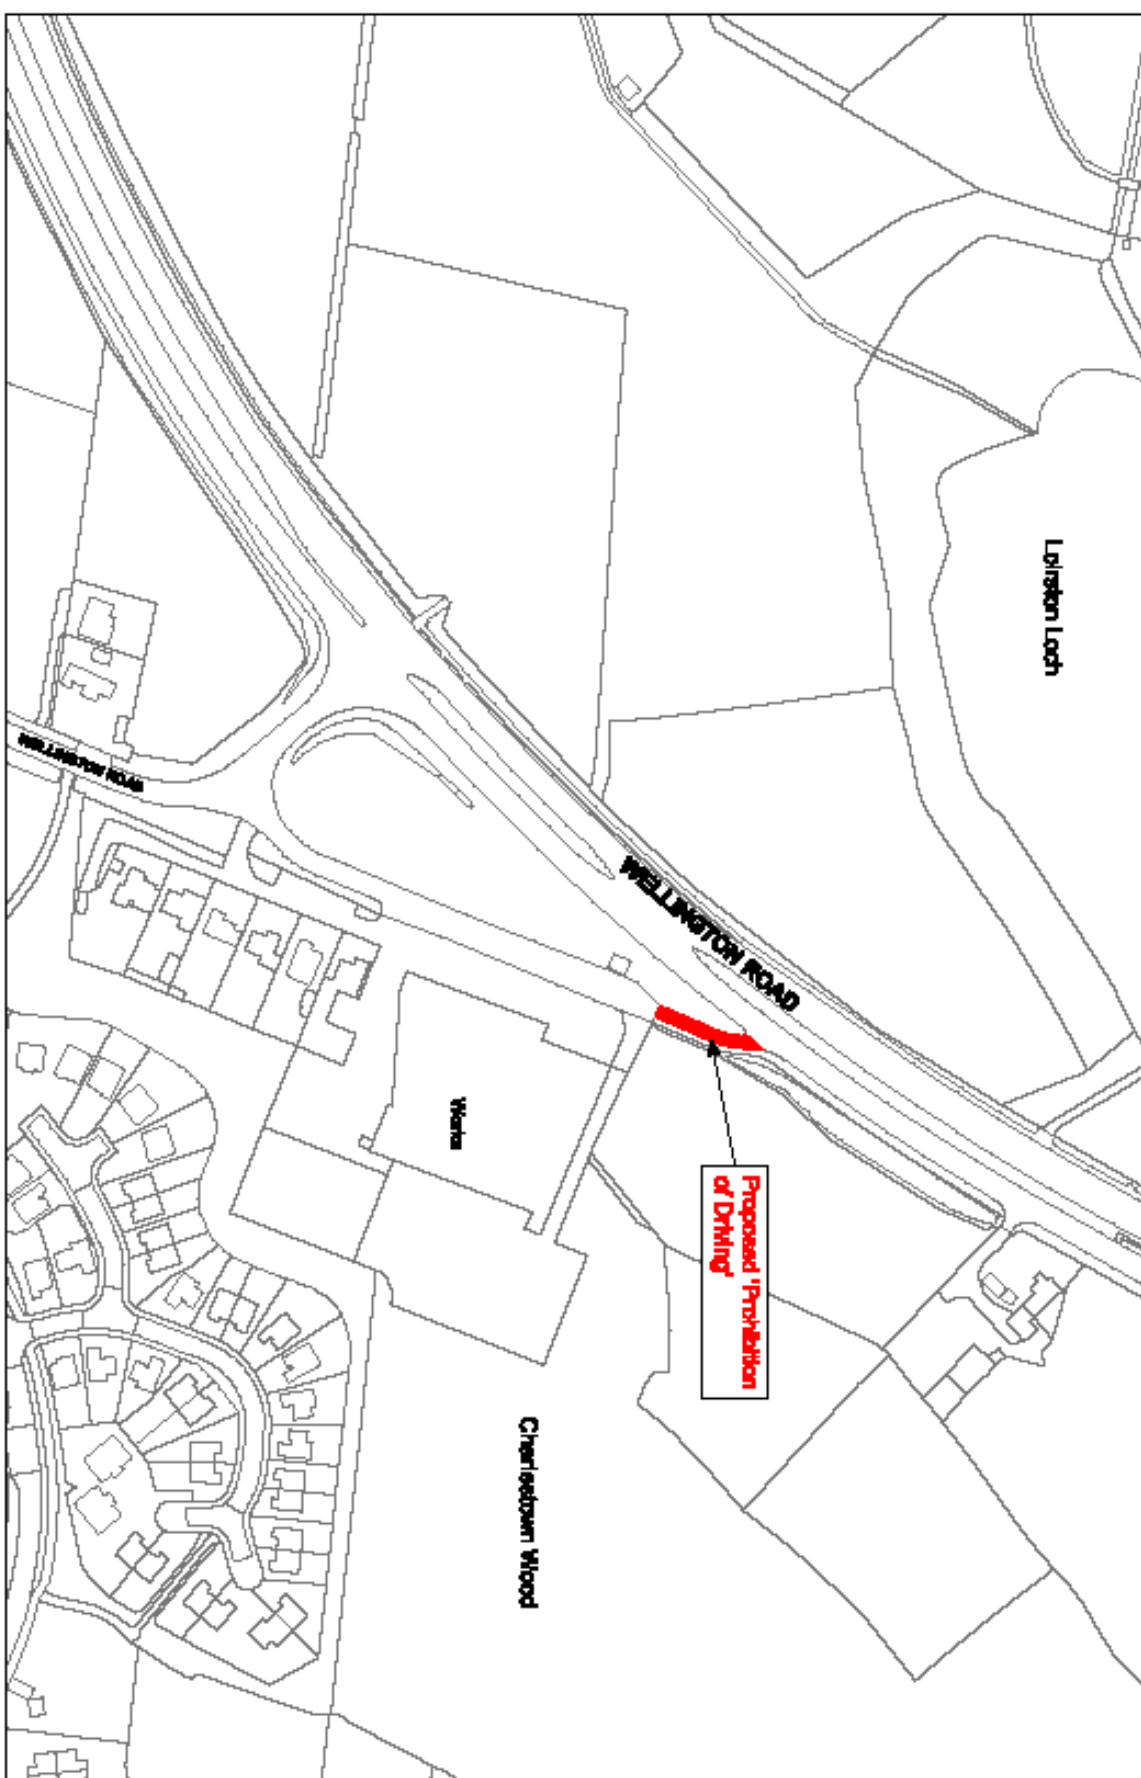 Loirston Loch
WELLINGTON ROAD
WELLINGTON ROAD
Works
Proposed 'Prohibition
of Driving'
Charlestown Wood